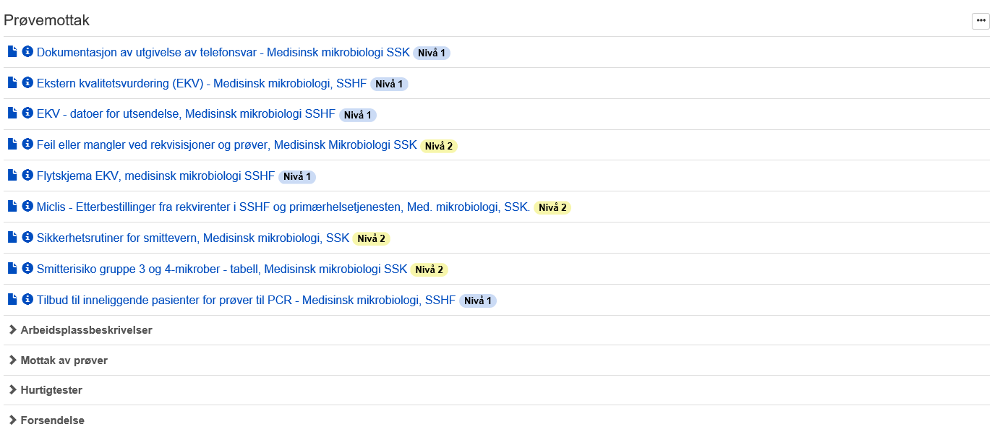 Prøvemottak
Dokumentasjon av utgivelse av telefonsvar - Medisinsk mikrobiologi SSK Nivå 1
Ekstern kvalitetsvurdering (EKV) - Medisinsk mikrobiologi, SSHF Nivå 1
EKV - datoer for utsendelse, Medisinsk mikrobiologi SSHF Nivå 1
Feil eller mangler ved rekvisisjoner og prøver, Medisinsk Mikrobiologi SSK Nivå 2
Flytskjema EKV, medisinsk mikrobiologi SSHF Nivå 1
Miclis - Etterbestillinger fra rekvirenter i SSHF og primærhelsetjenesten, Med. mikrobiologi, SSK. Nivå 2
Sikkerhetsrutiner for smittevern, Medisinsk mikrobiologi, SSK Nivå 2
Smitterisiko gruppe 3 og 4-mikrober - tabell, Medisinsk mikrobiologi SSK Nivå 2
Tilbud til inneliggende pasienter for prøver til PCR - Medisinsk mikrobiologi, SSHF Nivå 1
Arbeidsplassbeskrivelser
Mottak av prøver
Hurtigtester
Forsendelse